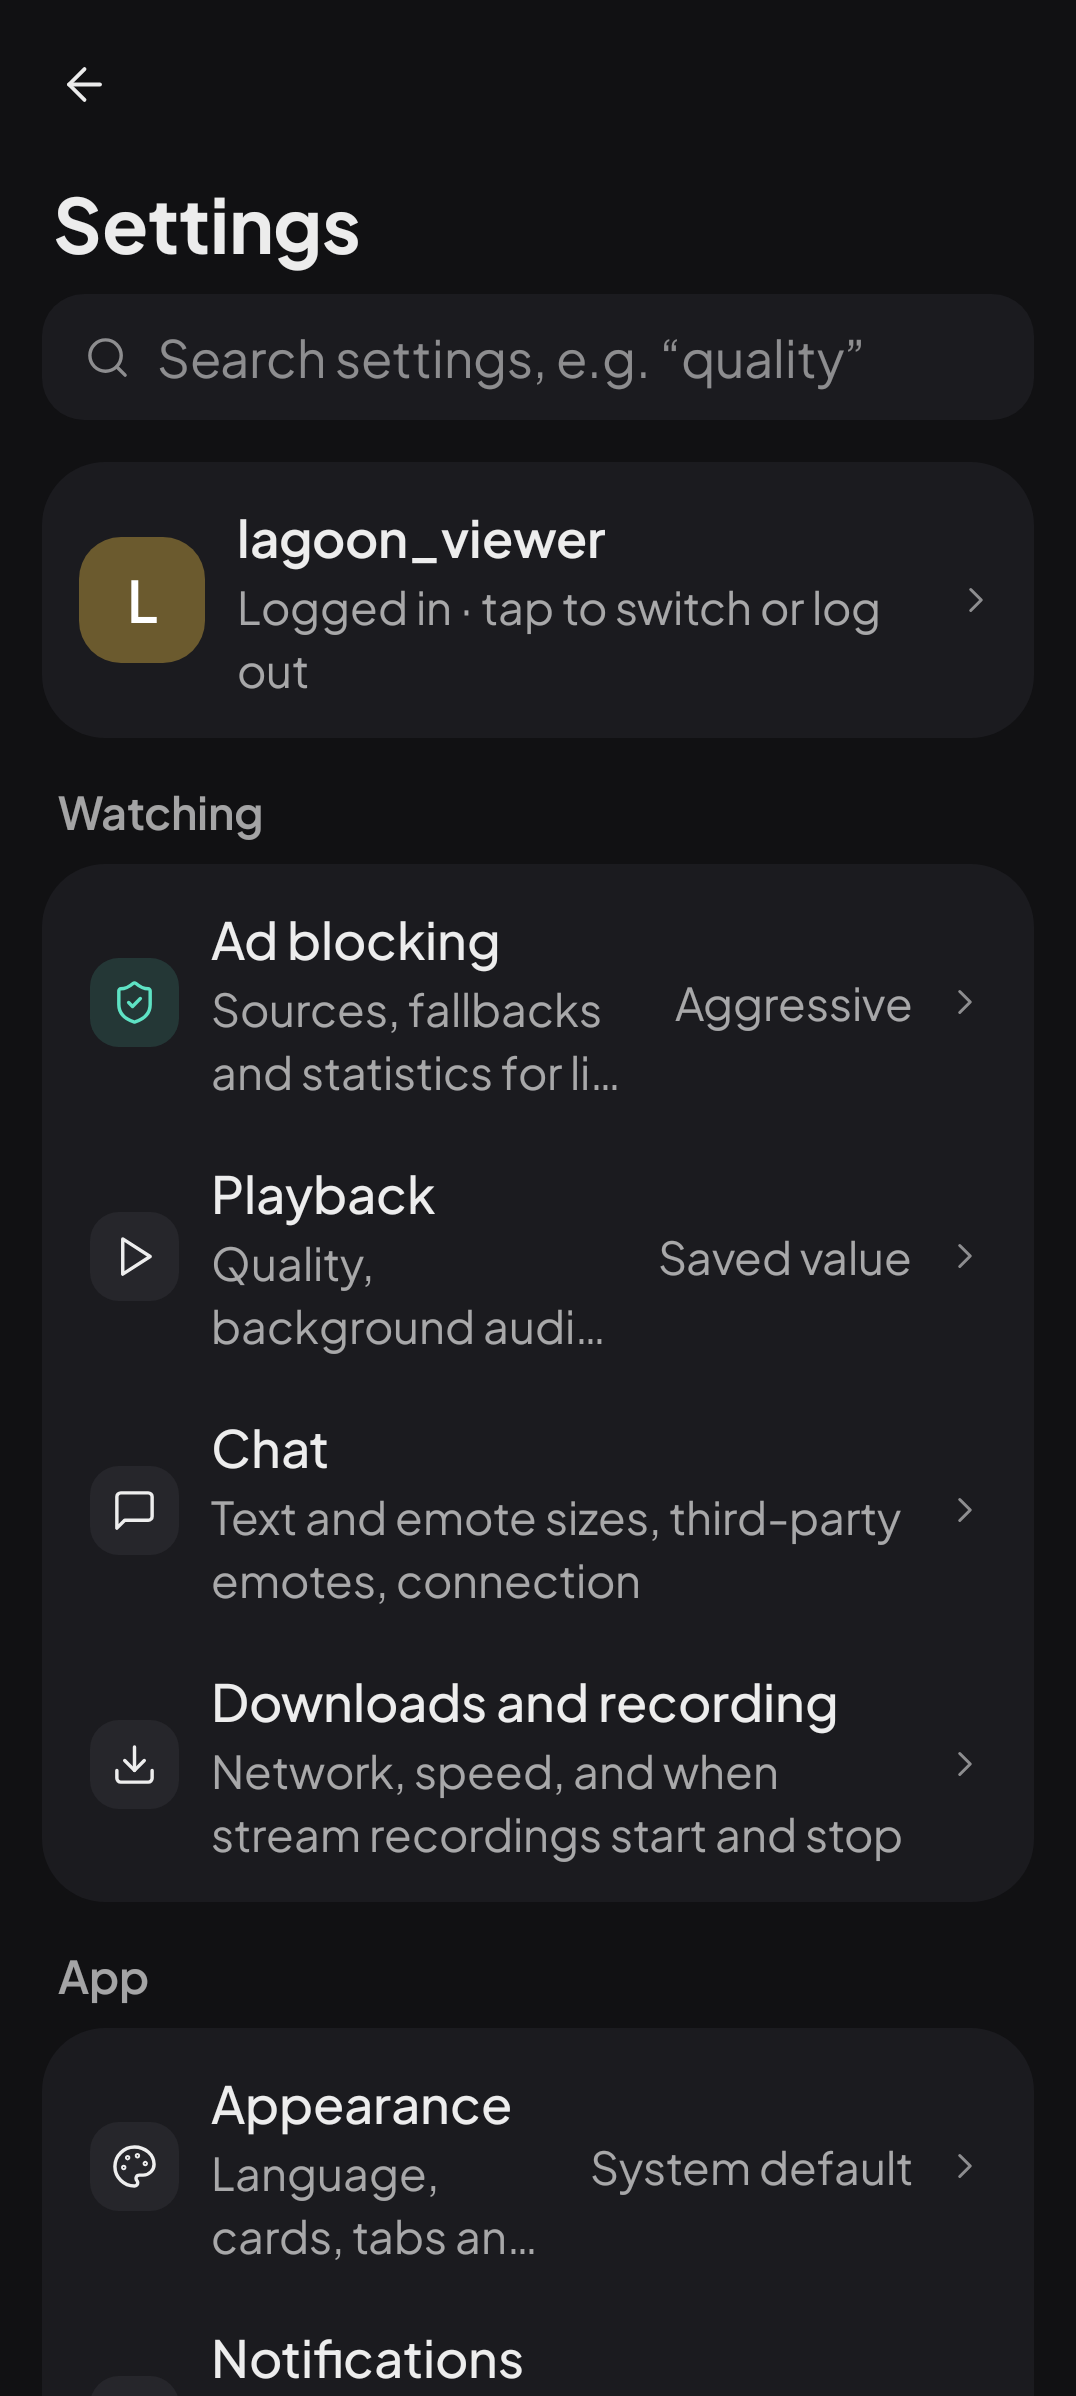 Settings
Search settings, e.g. “quality”
L
lagoon_viewer
Logged in · tap to switch or log
out
Watching
Ad blocking
Sources, fallbacks
and statistics for li...
Aggressive
Playback
Quality,
background audi...
Saved value
Chat
Text and emote sizes, third-party
emotes, connection
Downloads and recording
Network, speed, and when
stream recordings start and stop
App
Appearance
Language,
cards, tabs an...
System default
Notifications